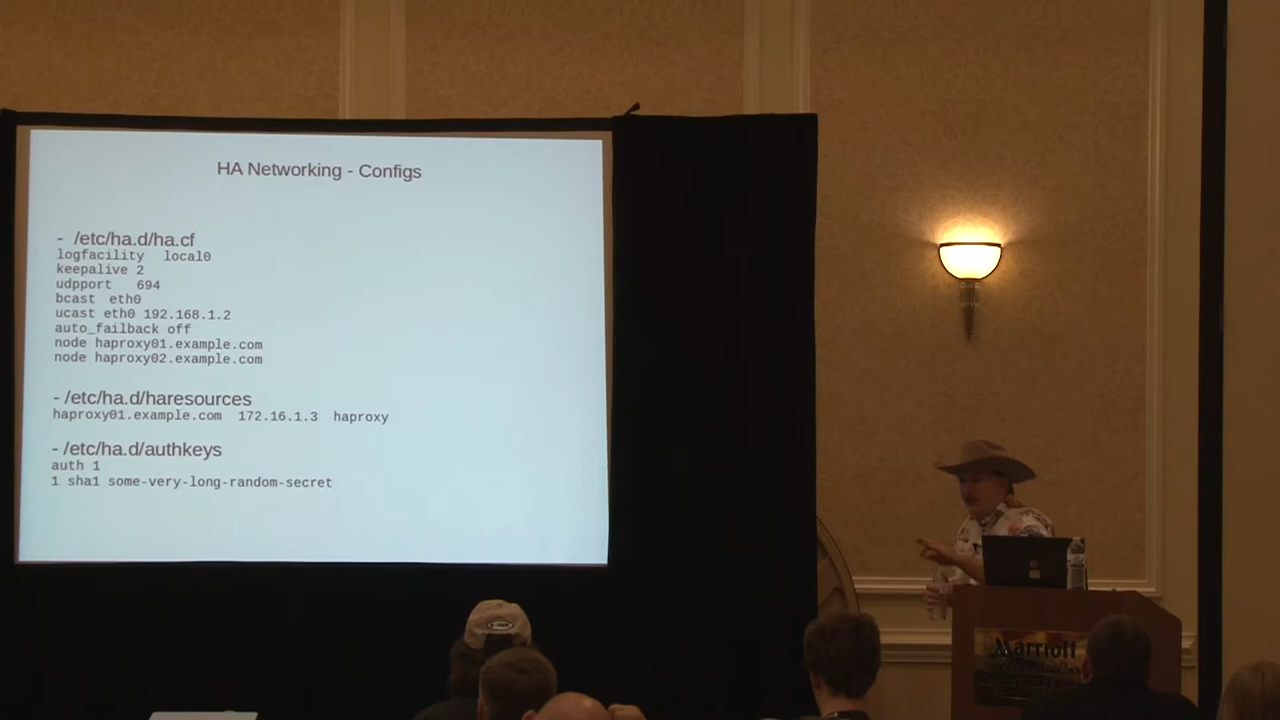 HA Networking - Configs
- /etc/ha.d/ha.cf
logfacility local0
keepalive 2
udpport 694
bcast eth0
ucast eth0 192.168.1.2
auto_failback off
node haproxy01.example.com
node haproxy02.example.com
- /etc/ha.d/haresources
haproxy01.example.com 172.16.1.3 haproxy
- /etc/ha.d/authkeys
auth 1
1 sha1 some-very-long-random-secret
Marriott